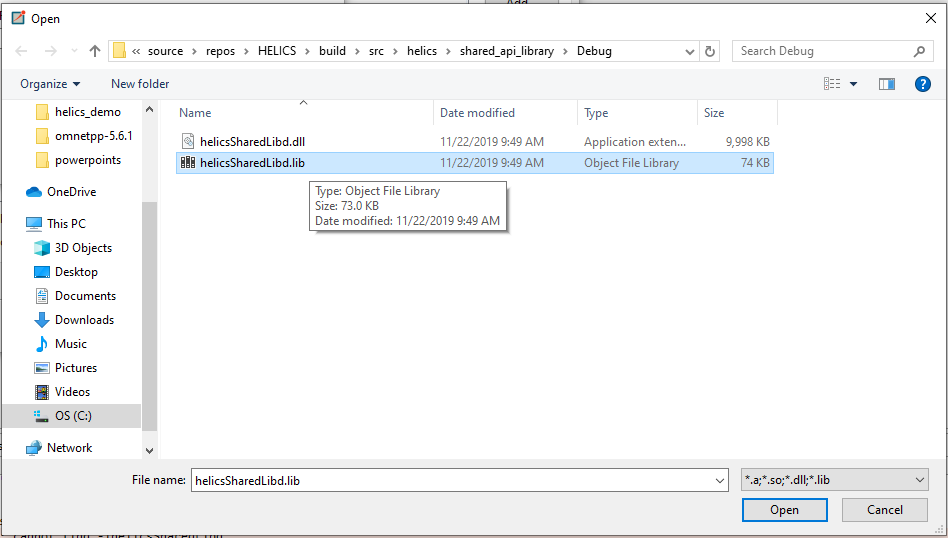 Add
Open
« source › repos › HELICS › build › src › helics › shared_api_library › Debug
Search Debug
Organize
New folder
Name
Date modified
Type
Size
helics_demo
omnetpp-5.6.1
powerpoints
OneDrive
This PC
3D Objects
Desktop
Documents
Downloads
Music
Pictures
Videos
OS (C:)
Network
helicsSharedLibd.dll 11/22/2019 9:49 AM Application exten... 9,998 KB
helicsSharedLibd.lib 11/22/2019 9:49 AM Object File Library 74 KB
Type: Object File Library
Size: 73.0 KB
Date modified: 11/22/2019 9:49 AM
File name: helicsSharedLibd.lib
*.a;*.so;*.dll;*.lib
Open
Cancel